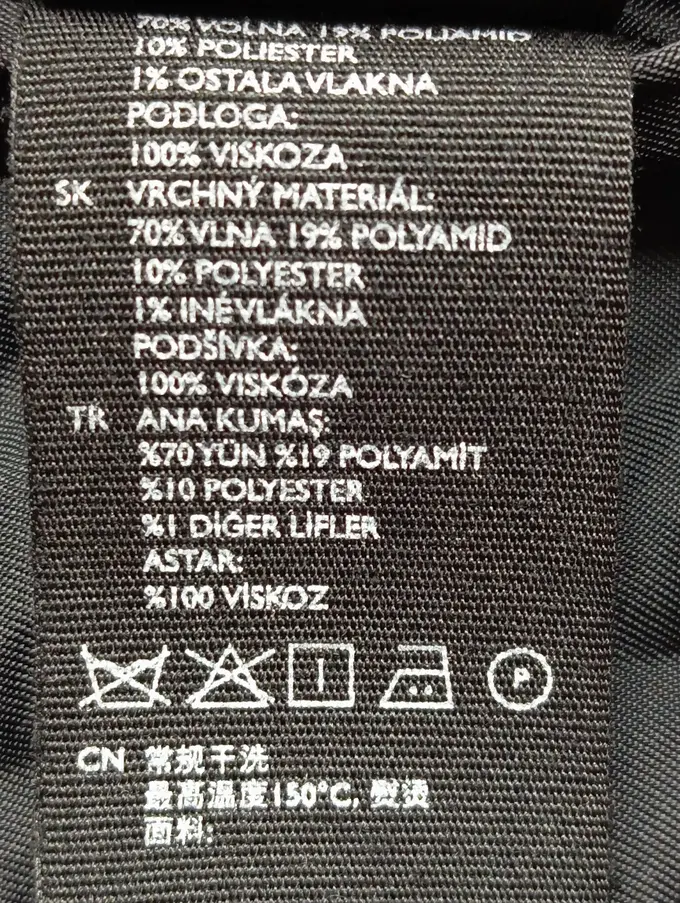 70% VOLNA 19% POLIAMID
10% POLIESTER
1% OSTALA VLAKNA
PODLOGA:
100% VISKOZA
SK VRCHNÝ MATERIÁL:
70% VLNA 19% POLYAMID
10% POLYESTER
1% INÉ VLÁKNA
PODŠÍVKA:
100% VISKÓZA
TR ANA KUMAŞ:
%70 YÜN %19 POLYAMİT
%10 POLYESTER
%1 DİĞER LİFLER
ASTAR:
%100 VİSKOZ
P
CN 常规干洗
最高温度150°C, 熨烫
面料: